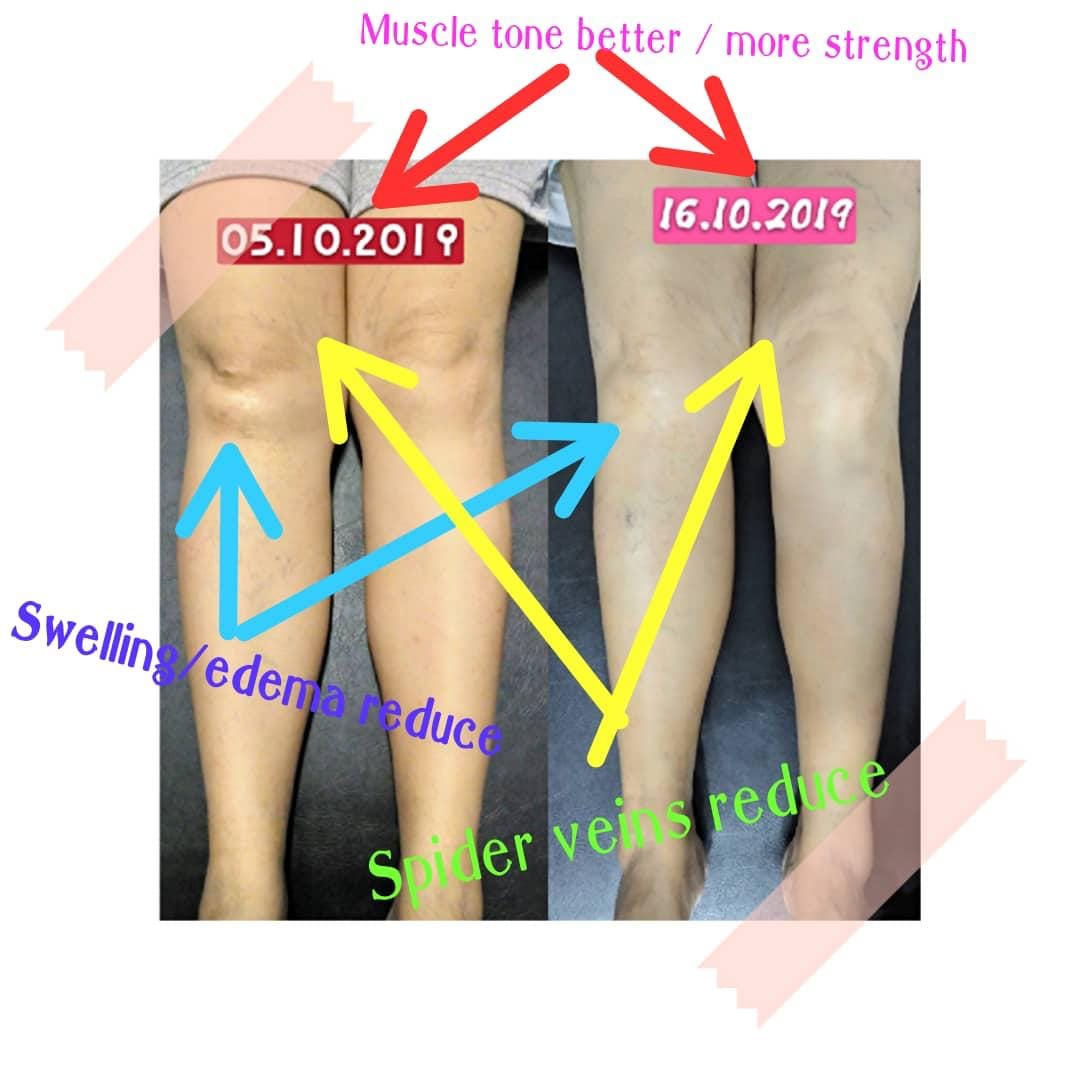 Muscle tone better / more strength
05.10.2019
16.10.2019
Swelling/edema reduce
Spider veins reduce